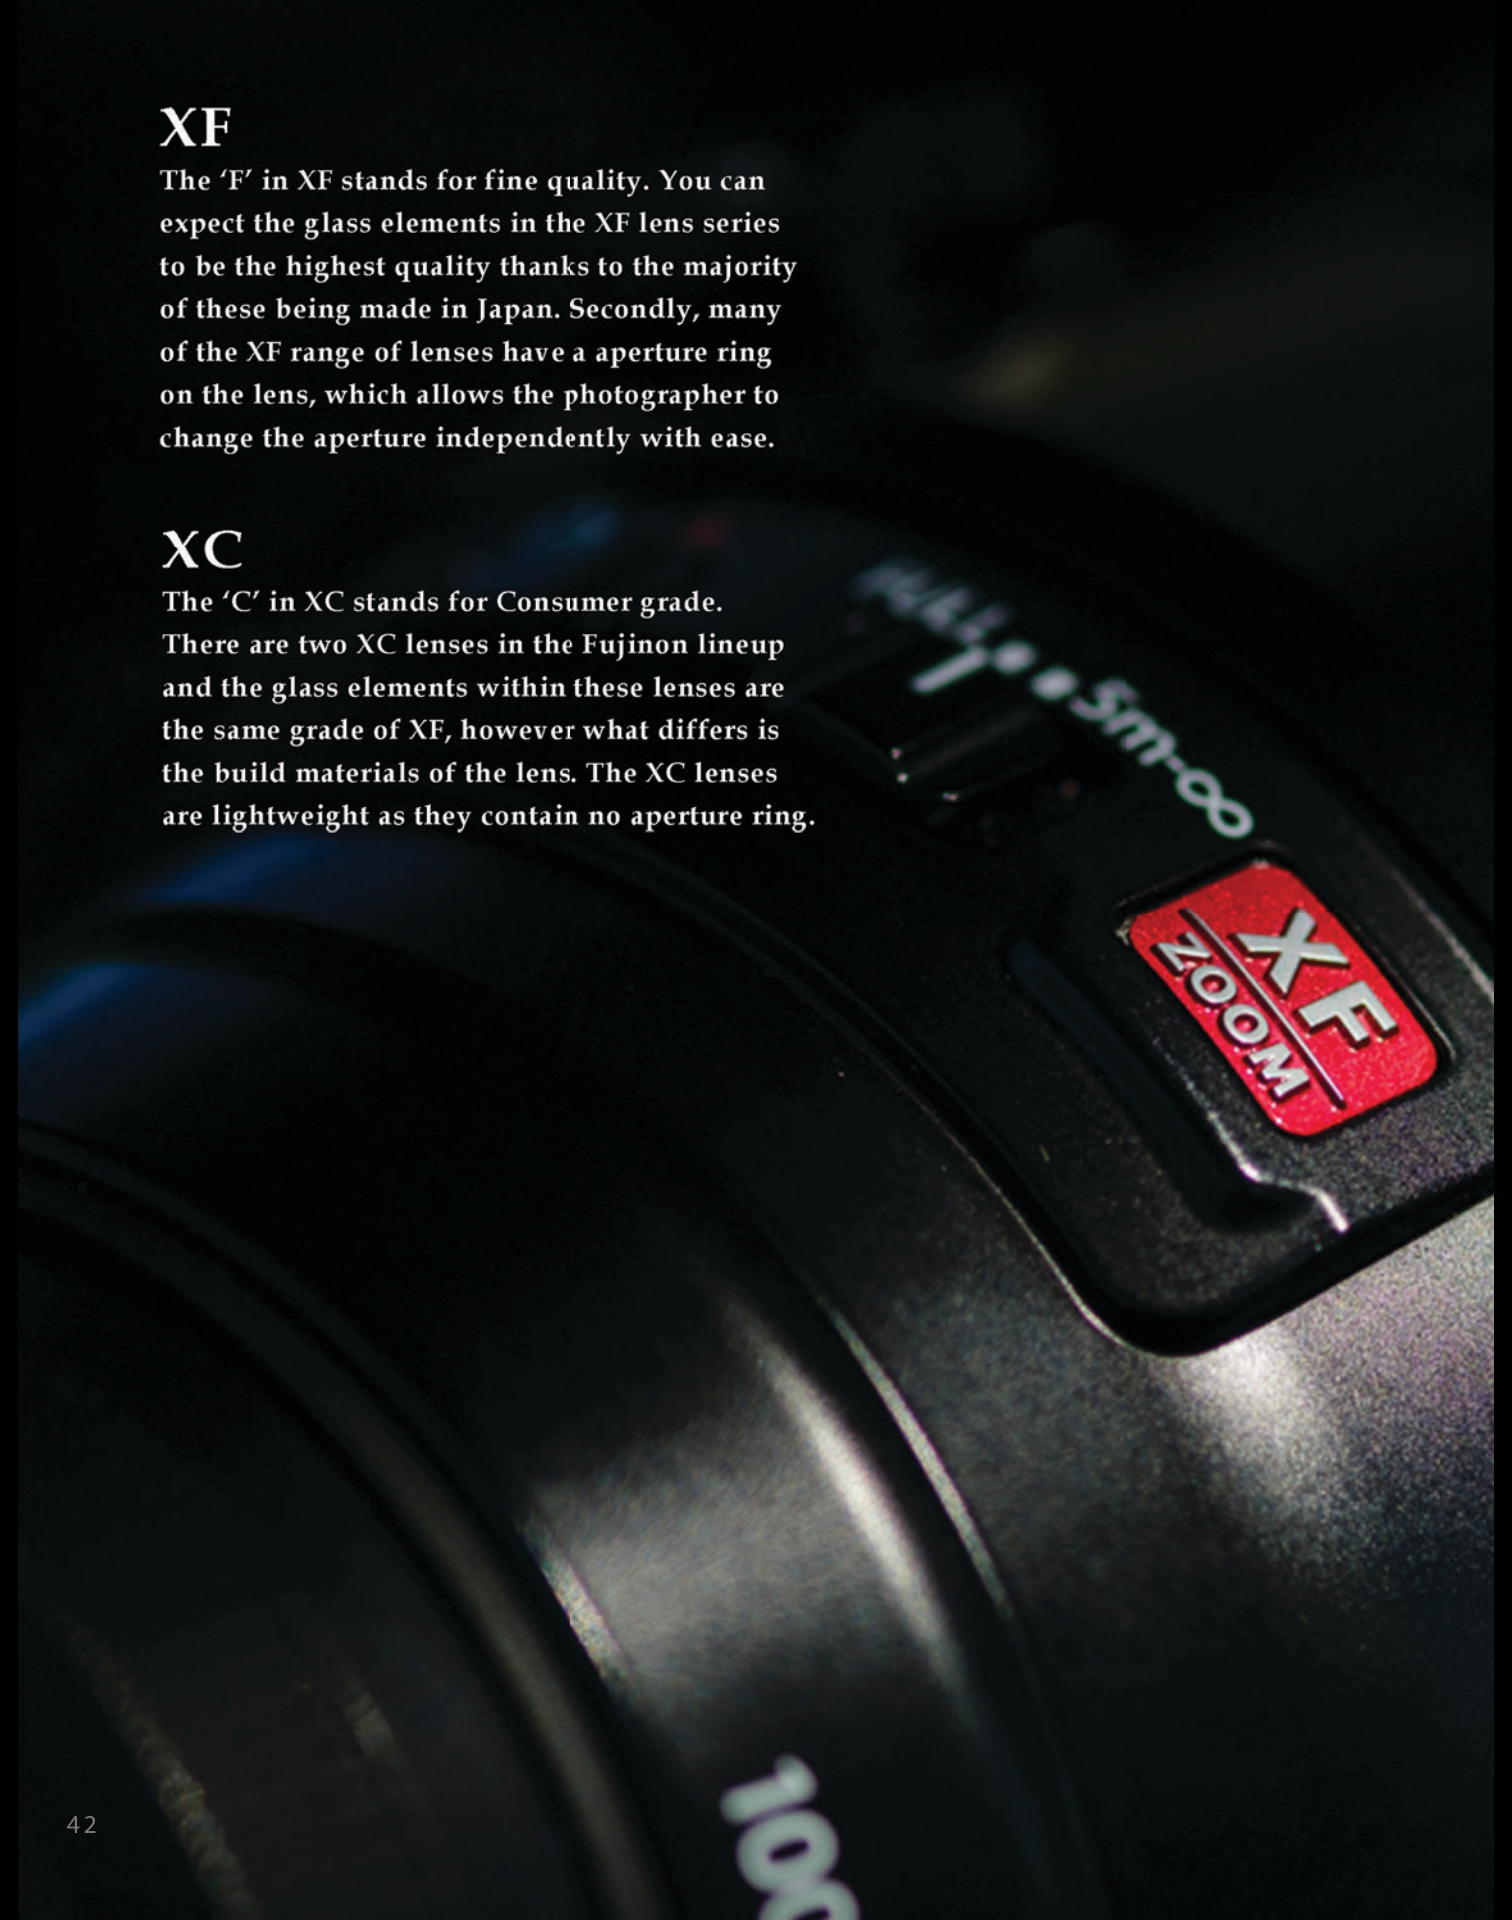 XF
The ‘F’ in XF stands for fine quality. You can
expect the glass elements in the XF lens series
to be the highest quality thanks to the majority
of these being made in Japan. Secondly, many
of the XF range of lenses have a aperture ring
on the lens, which allows the photographer to
change the aperture independently with ease.
XC
The ‘C’ in XC stands for Consumer grade.
There are two XC lenses in the Fujinon lineup
and the glass elements within these lenses are
the same grade of XF, however what differs is
the build materials of the lens. The XC lenses
are lightweight as they contain no aperture ring.
5m-∞
XF
ZOOM
100
42